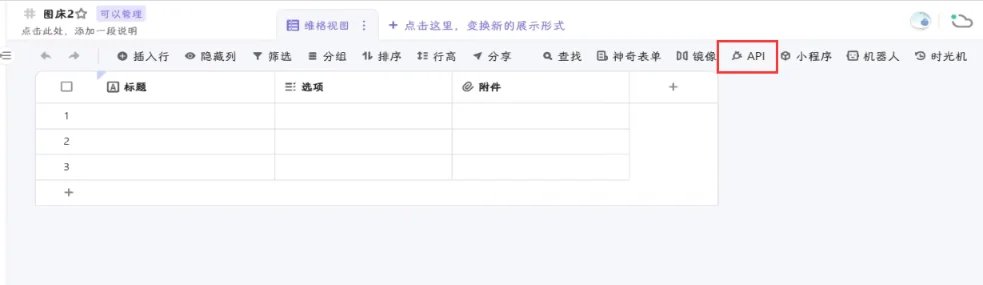 图床2 可以管理
点击此处，添加一段说明
维格视图 + 点击这里，变换新的展示形式
插入行 隐藏列 筛选 分组 排序 行高 分享 查找 神奇表单 镜像 API 小程序 机器人 时光机
标题 选项 附件 +
1
2
3
+